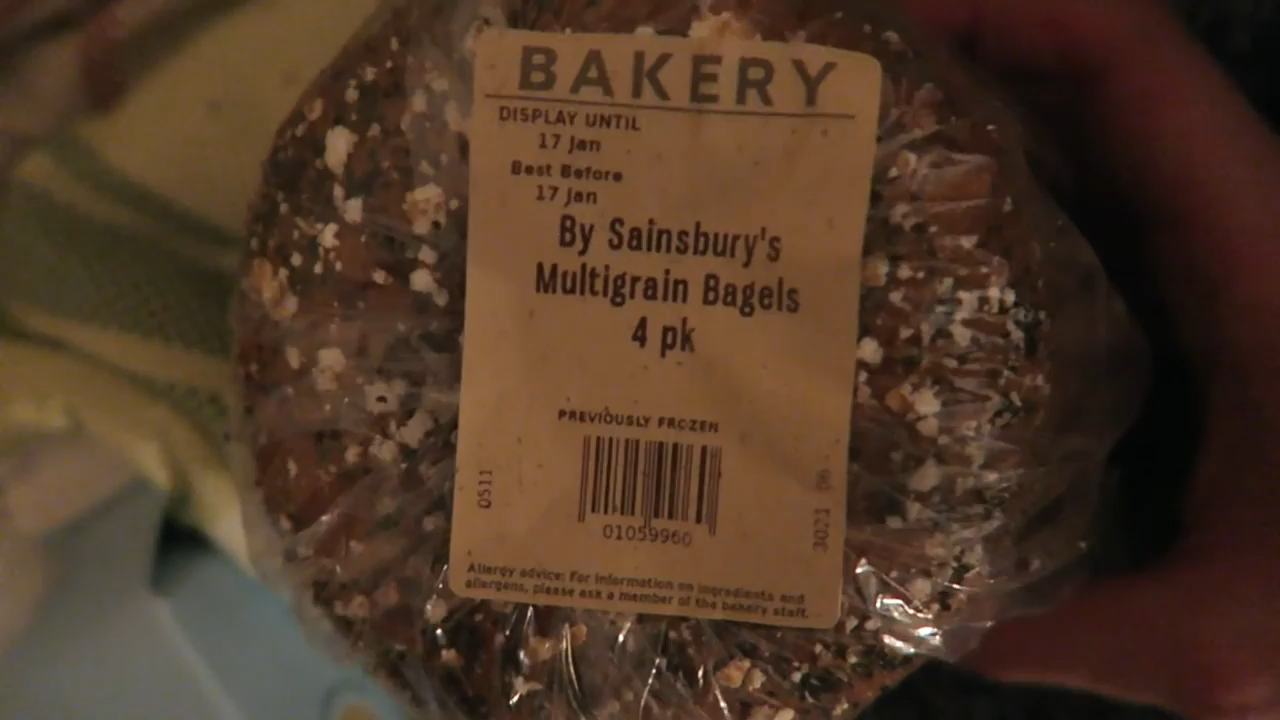 BAKERY
DISPLAY UNTIL
17 Jan
Best Before
17 Jan
By Sainsbury's
Multigrain Bagels
4 pk
PREVIOUSLY FROZEN
0511
3021
01059960
Allergy advice: For information on ingredients and
allergens, please ask a member of the bakery staff.